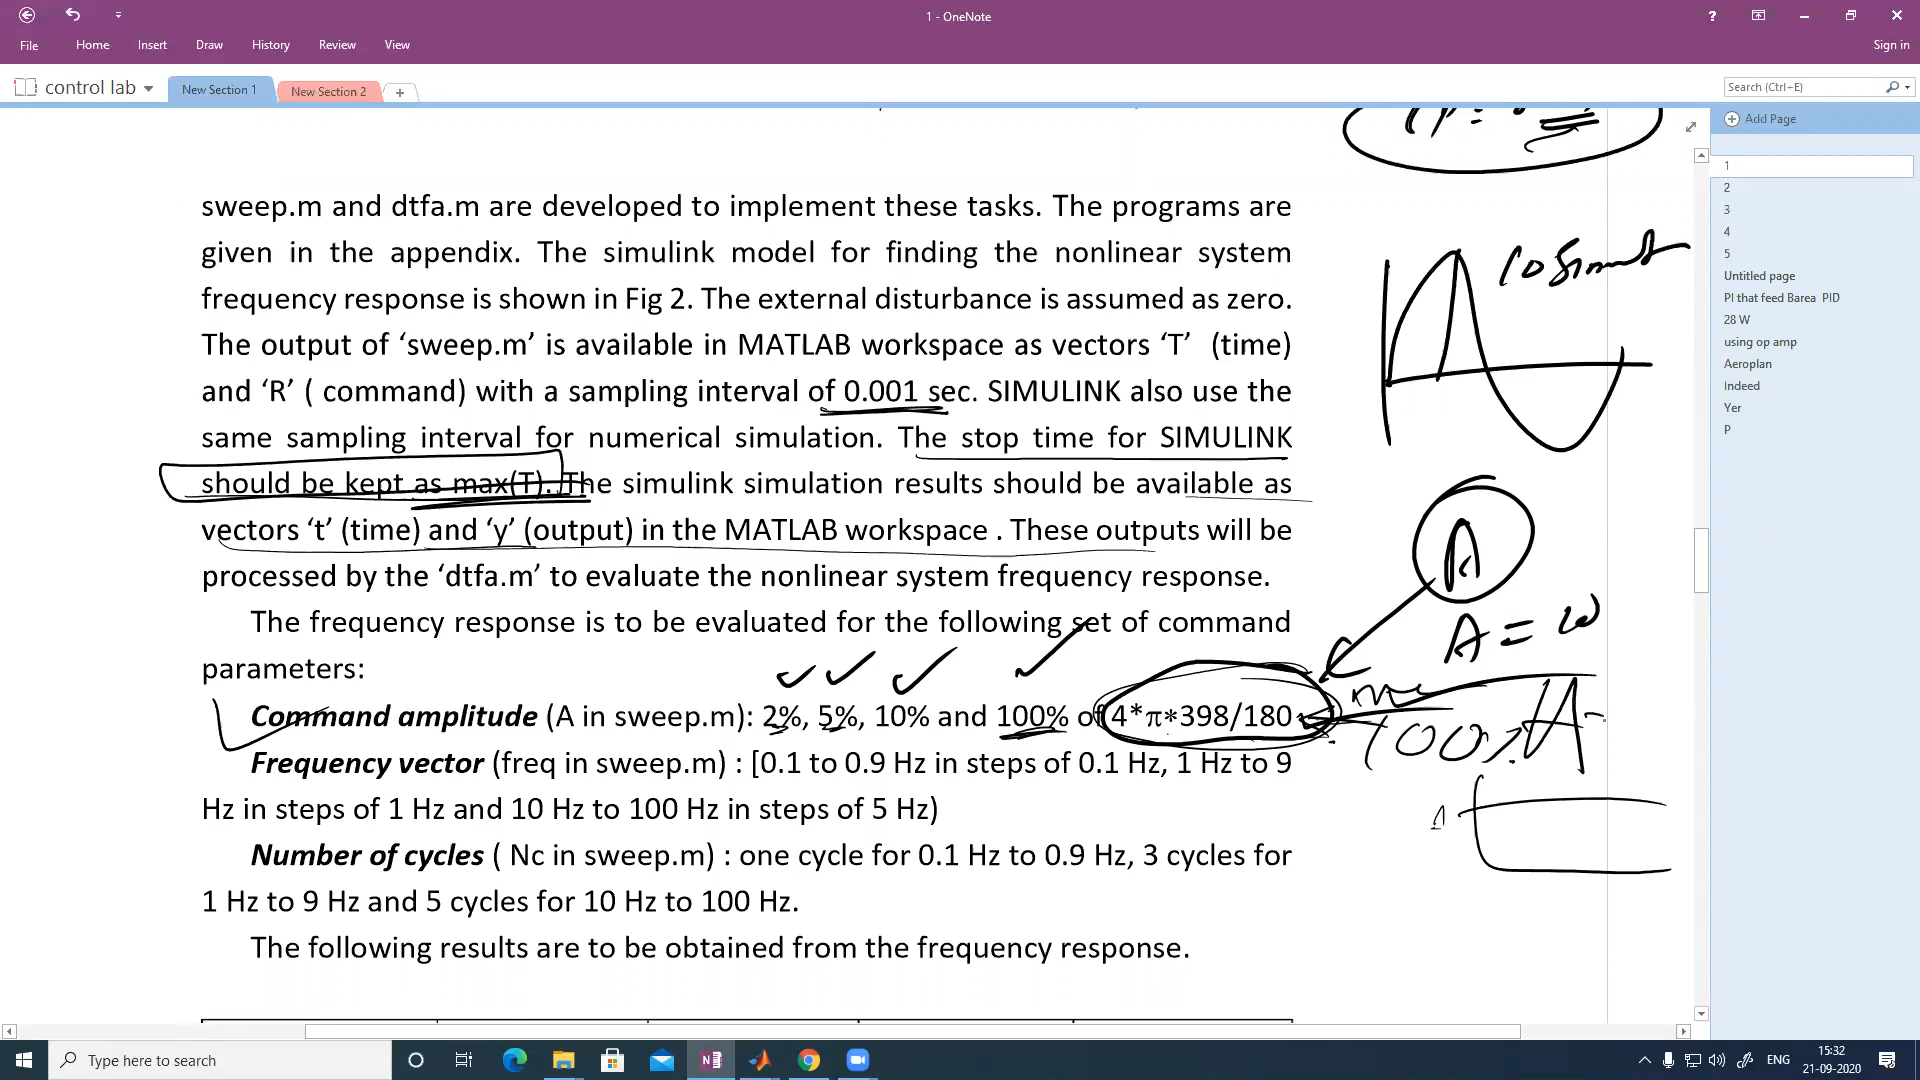 1 - OneNote
?
File Home Insert Draw History Review View
Sign in
control lab
New Section 1
New Section 2
+
Search (Ctrl+E)
Add Page
1
2
3
4
5
Untitled page
PI that feed Barea PID
28 W
using op amp
Aeroplan
Indeed
Yer
P
sweep.m and dtfa.m are developed to implement these tasks. The programs are
given in the appendix. The simulink model for finding the nonlinear system
frequency response is shown in Fig 2. The external disturbance is assumed as zero.
The output of ‘sweep.m’ is available in MATLAB workspace as vectors ‘T’ (time)
and ‘R’ ( command) with a sampling interval of 0.001 sec. SIMULINK also use the
same sampling interval for numerical simulation. The stop time for SIMULINK
should be kept as max(T). The simulink simulation results should be available as
vectors ‘t’ (time) and ‘y’ (output) in the MATLAB workspace . These outputs will be
processed by the ‘dtfa.m’ to evaluate the nonlinear system frequency response.
The frequency response is to be evaluated for the following set of command
parameters:
Command amplitude (A in sweep.m): 2%, 5%, 10% and 100% of 4*π*398/180
Frequency vector (freq in sweep.m) : [0.1 to 0.9 Hz in steps of 0.1 Hz, 1 Hz to 9
Hz in steps of 1 Hz and 10 Hz to 100 Hz in steps of 5 Hz)
Number of cycles ( Nc in sweep.m) : one cycle for 0.1 Hz to 0.9 Hz, 3 cycles for
1 Hz to 9 Hz and 5 cycles for 10 Hz to 100 Hz.
The following results are to be obtained from the frequency response.
A =
100%
Type here to search
ENG
15:32
21-09-2020